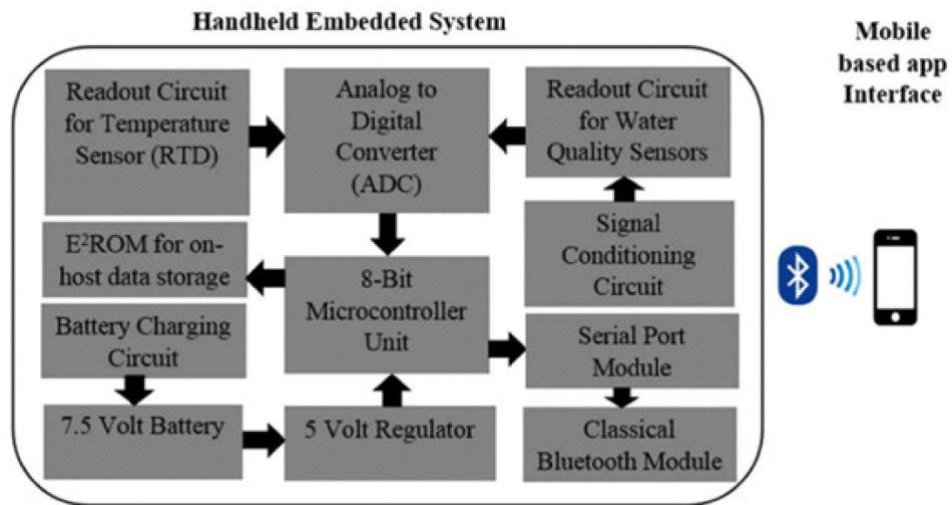 Handheld Embedded System
Mobile
based app
Interface
Readout Circuit
for Temperature
Sensor (RTD)
Analog to
Digital
Converter
(ADC)
Readout Circuit
for Water
Quality Sensors
E²ROM for on-
host data storage
8-Bit
Microcontroller
Unit
Signal
Conditioning
Circuit
Battery Charging
Circuit
Serial Port
Module
7.5 Volt Battery
5 Volt Regulator
Classical
Bluetooth Module